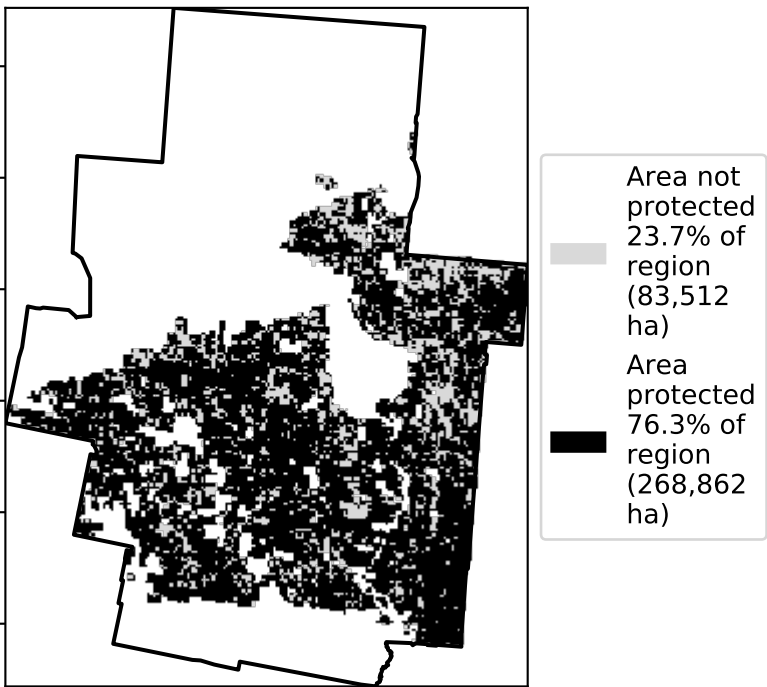 Area not
protected
23.7% of
region
(83,512
ha)
Area
protected
76.3% of
region
(268,862
ha)